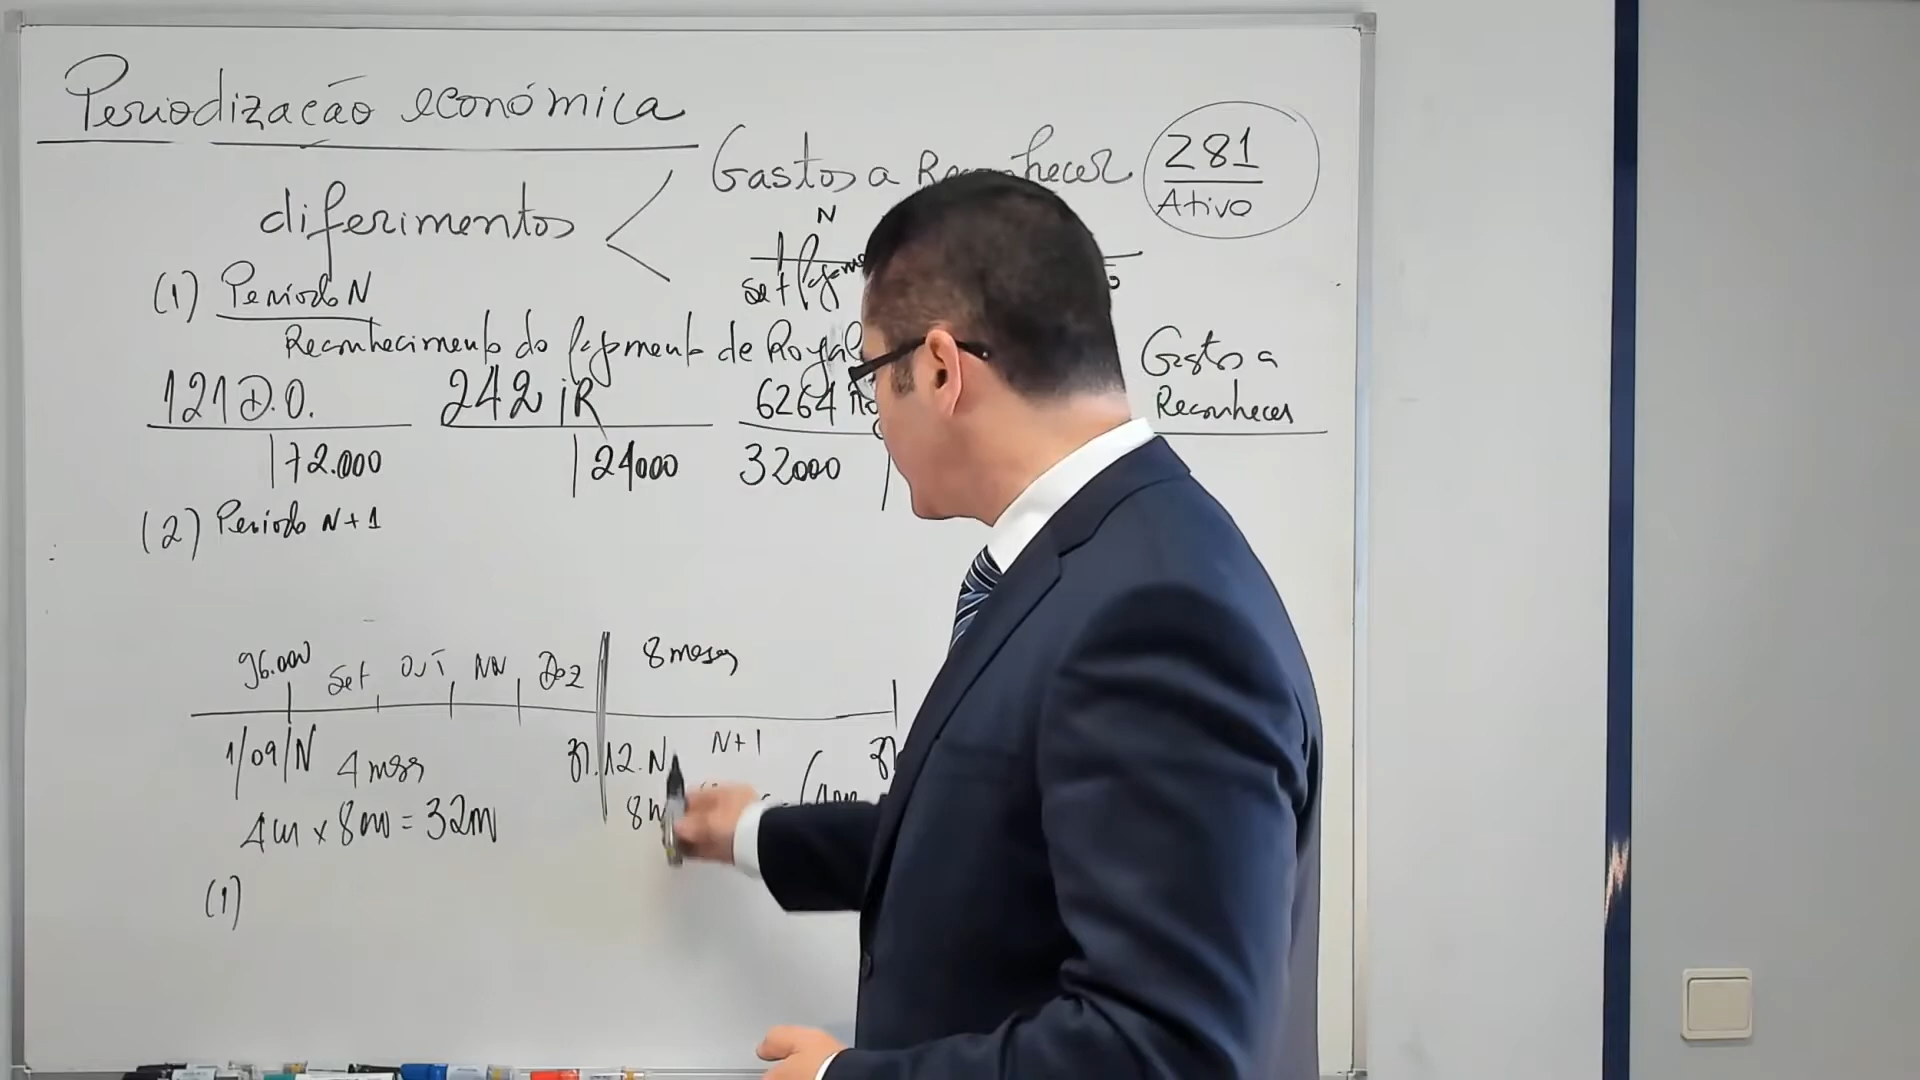 Periodização económica
Gastos a
281
Ativo
diferimentos
N
Set
(1) Período N
Reconhecimento do Pagamento de
Gastos a
Reconhecer
121 D.O.
242 iR
6264
72.000
24000
32000
(2) Período N+1
96.000
Set
OUT
Nov
Dez
8 meses
1/09/N
4 meses
31.12.N
N+1
4m x 8m = 32m
(1)